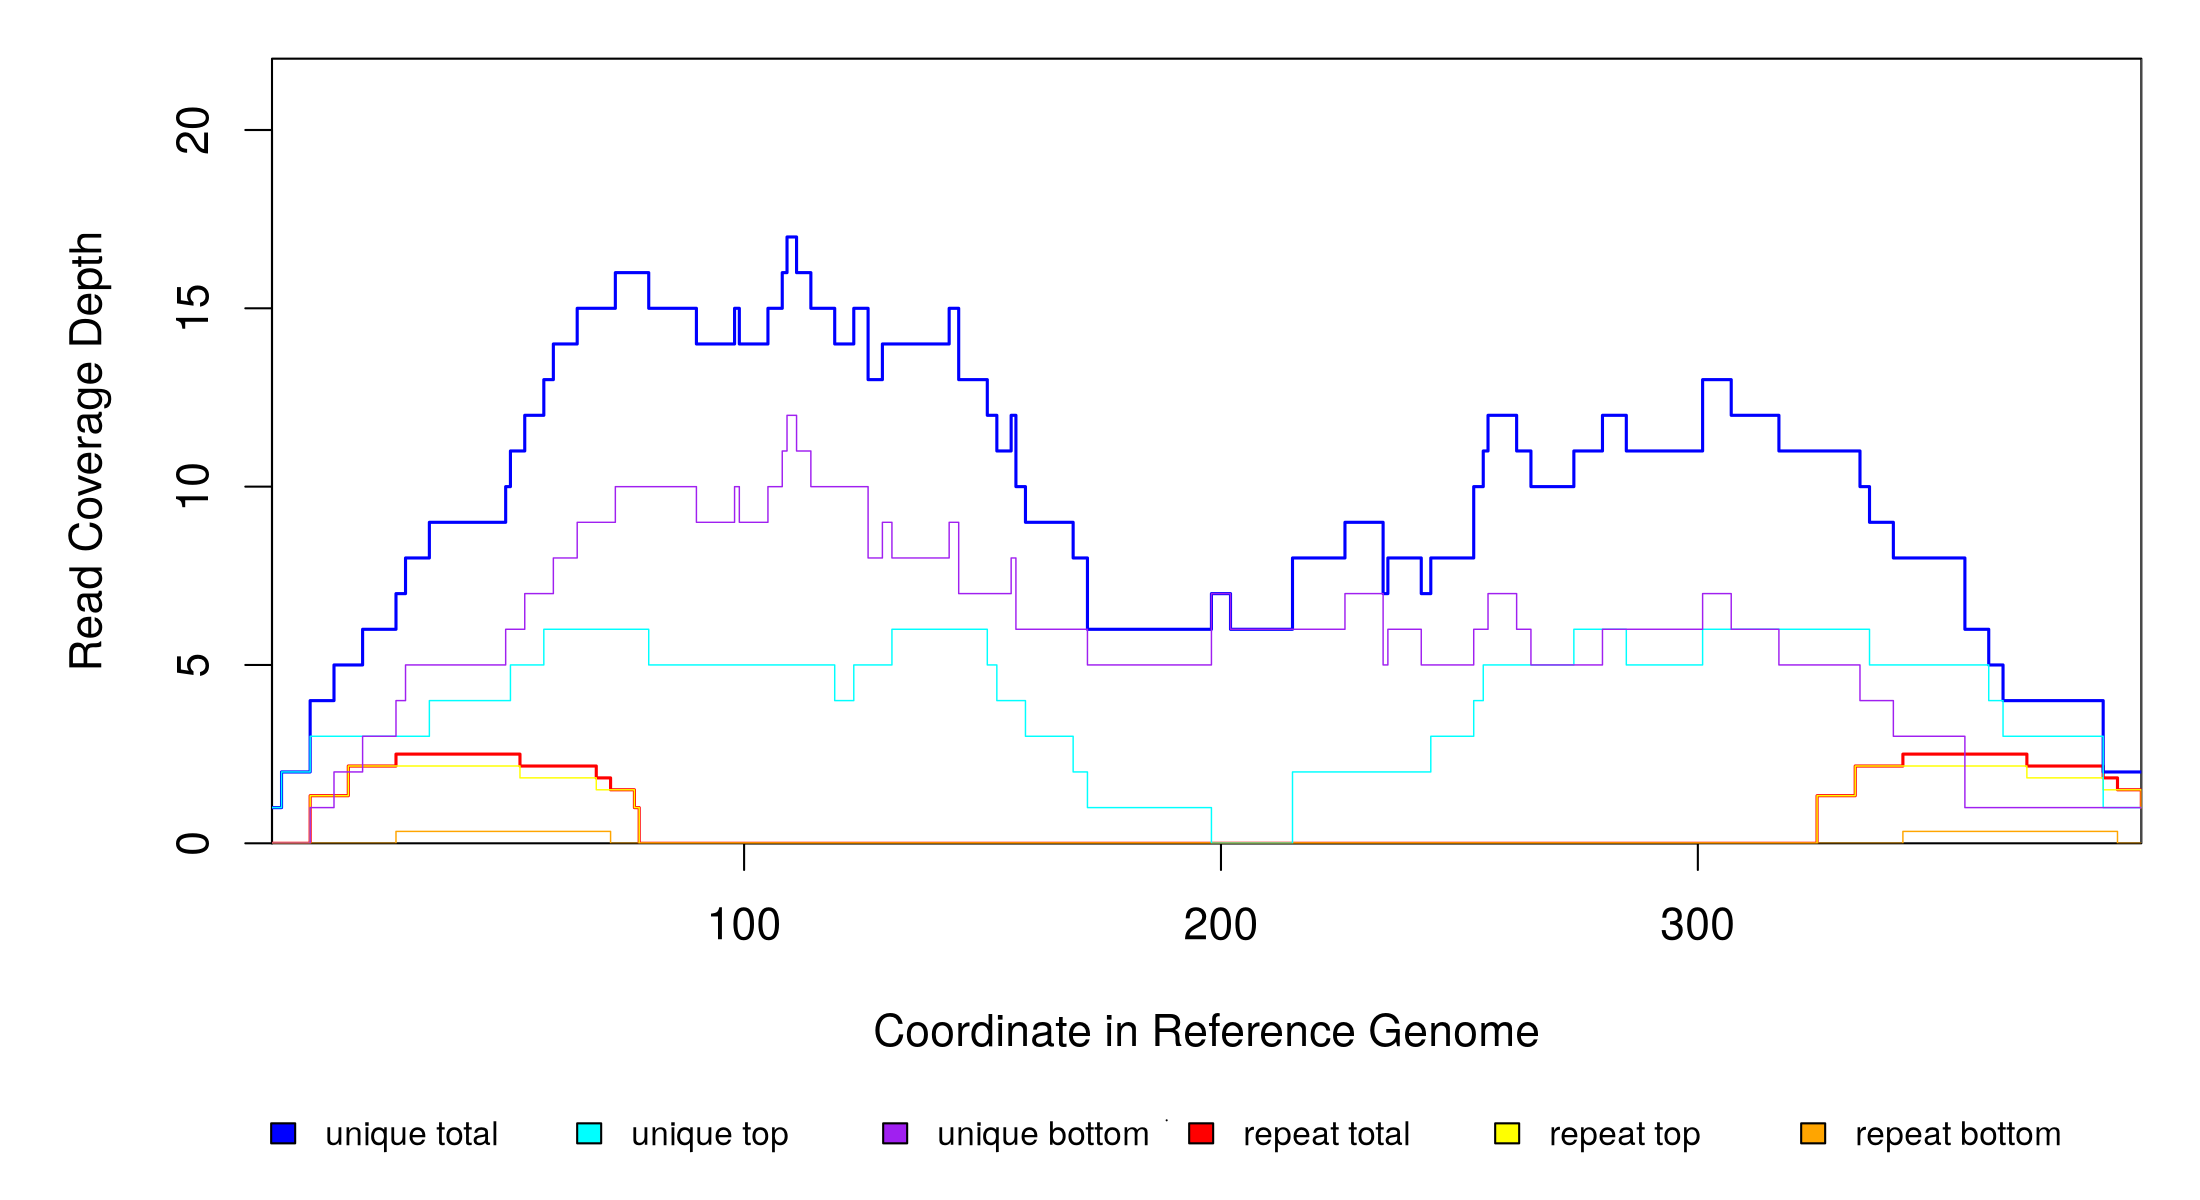 20
15
10
5
0
Read Coverage Depth
100 200 300
Coordinate in Reference Genome
unique total unique top unique bottom repeat total repeat top repeat bottom